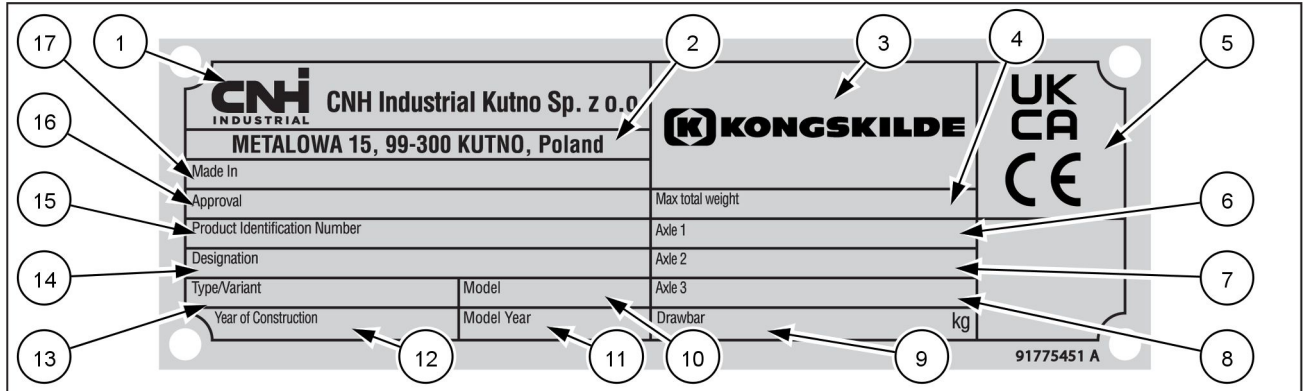 17
1
2
3
4
5
CNH
INDUSTRIAL
CNH Industrial Kutno Sp. z o.o
METALOWA 15, 99-300 KUTNO, Poland
K KONGSKILDE
UK
CA
CE
Made In
16
Approval
Max total weight
15
Product Identification Number
Axle 1
6
Designation
Axle 2
14
7
Type/Variant
Model
Axle 3
Year of Construction
Model Year
Drawbar
kg
13
12
11
10
9
8
91775451 A